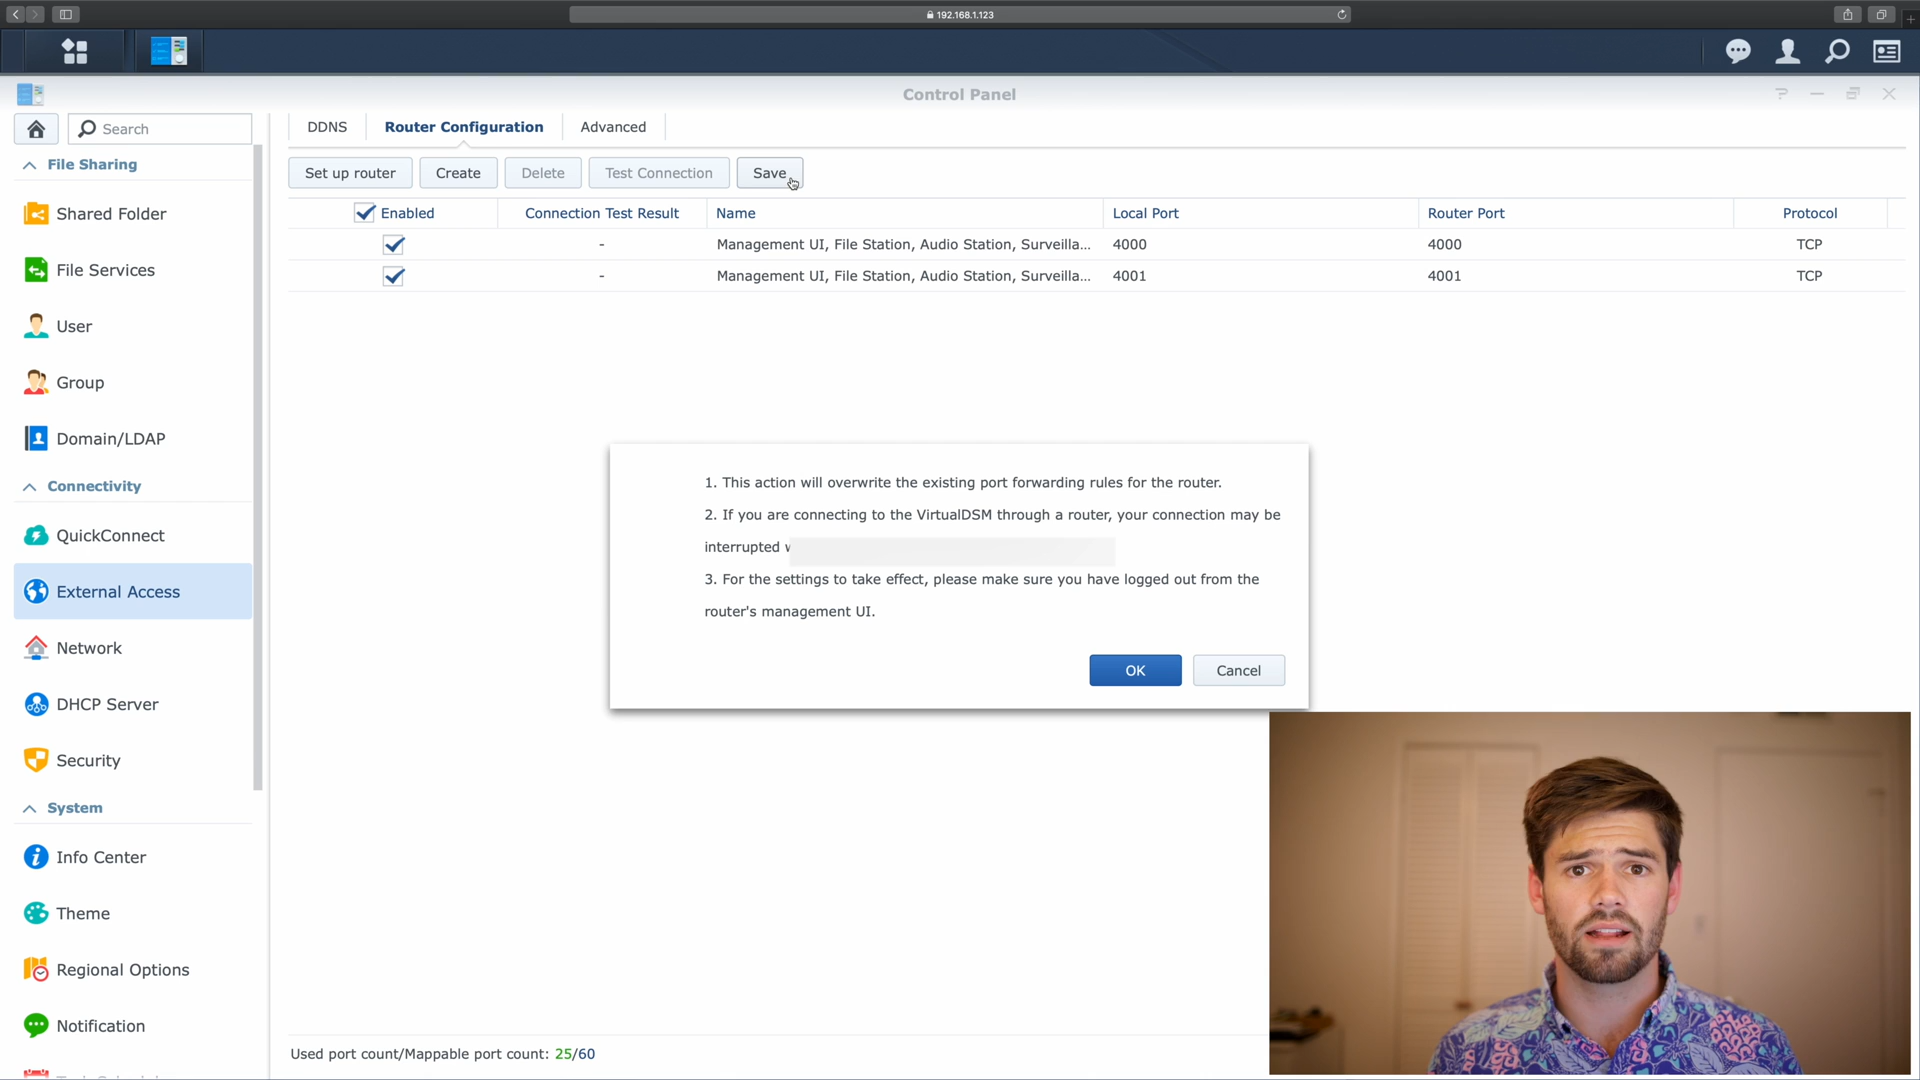 192.168.1.123
Control Panel
Search
DDNS
Router Configuration
Advanced
File Sharing
Set up router
Create
Delete
Test Connection
Save
Enabled
Connection Test Result
Name
Local Port
Router Port
Protocol
Shared Folder
- Management UI, File Station, Audio Station, Surveilla... 4000 4000 TCP
File Services
- Management UI, File Station, Audio Station, Surveilla... 4001 4001 TCP
User
Group
Domain/LDAP
Connectivity
QuickConnect
External Access
Network
DHCP Server
Security
System
Info Center
Theme
Regional Options
Notification
1. This action will overwrite the existing port forwarding rules for the router.
2. If you are connecting to the VirtualDSM through a router, your connection may be
interrupted
3. For the settings to take effect, please make sure you have logged out from the
router's management UI.
OK
Cancel
Used port count/Mappable port count: 25/60